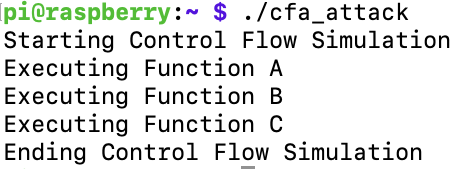 pi@raspberry:~ $ ./cfa_attack
Starting Control Flow Simulation
Executing Function A
Executing Function B
Executing Function C
Ending Control Flow Simulation